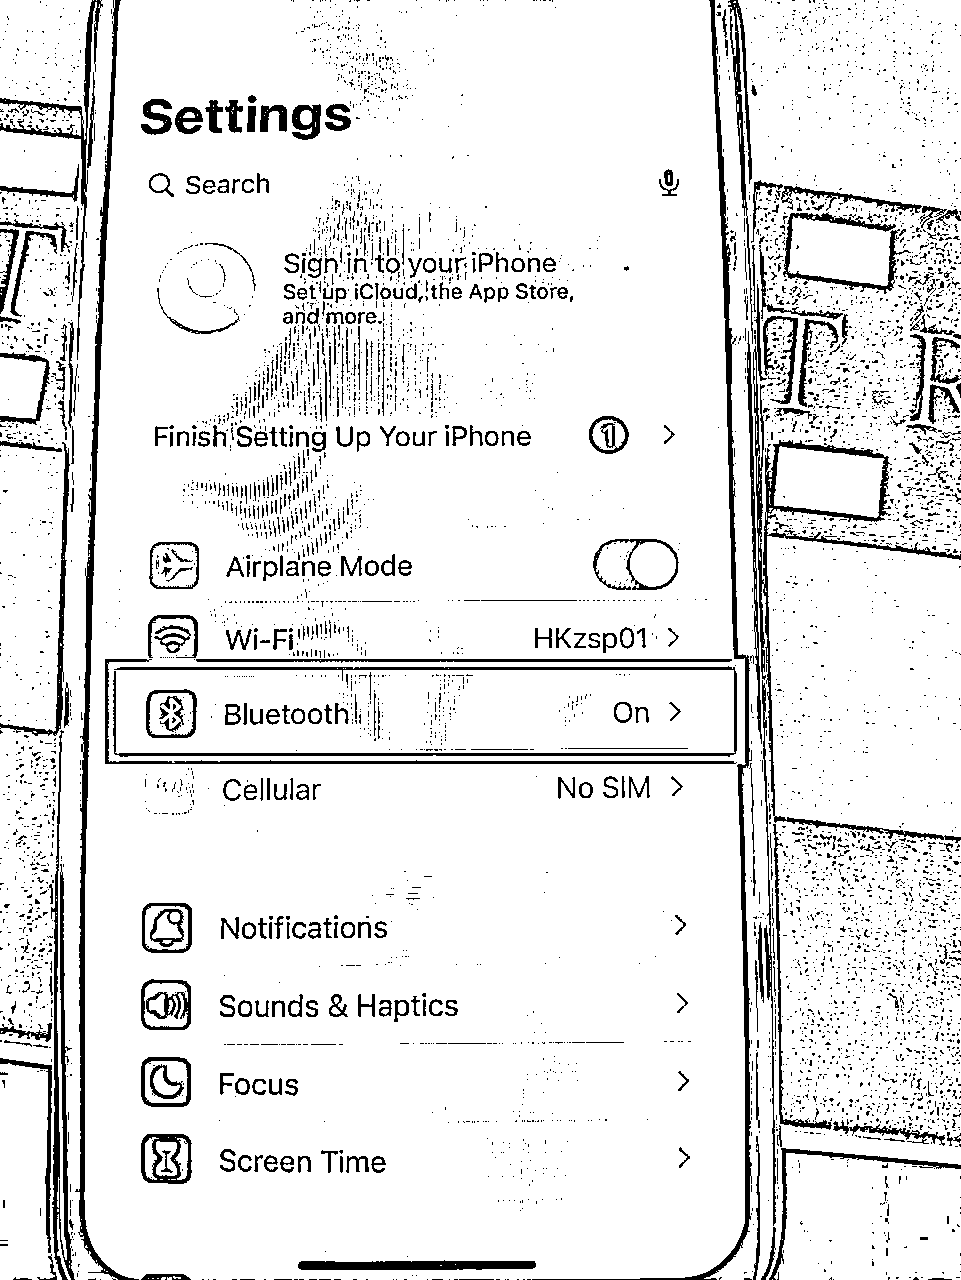 Settings
Search
Sign in to your iPhone
Set up iCloud, the App Store,
and more.
Finish Setting Up Your iPhone 1
Airplane Mode
Wi-Fi HKzsp01
Bluetooth On
Cellular No SIM
Notifications
Sounds & Haptics
Focus
Screen Time
T
T R